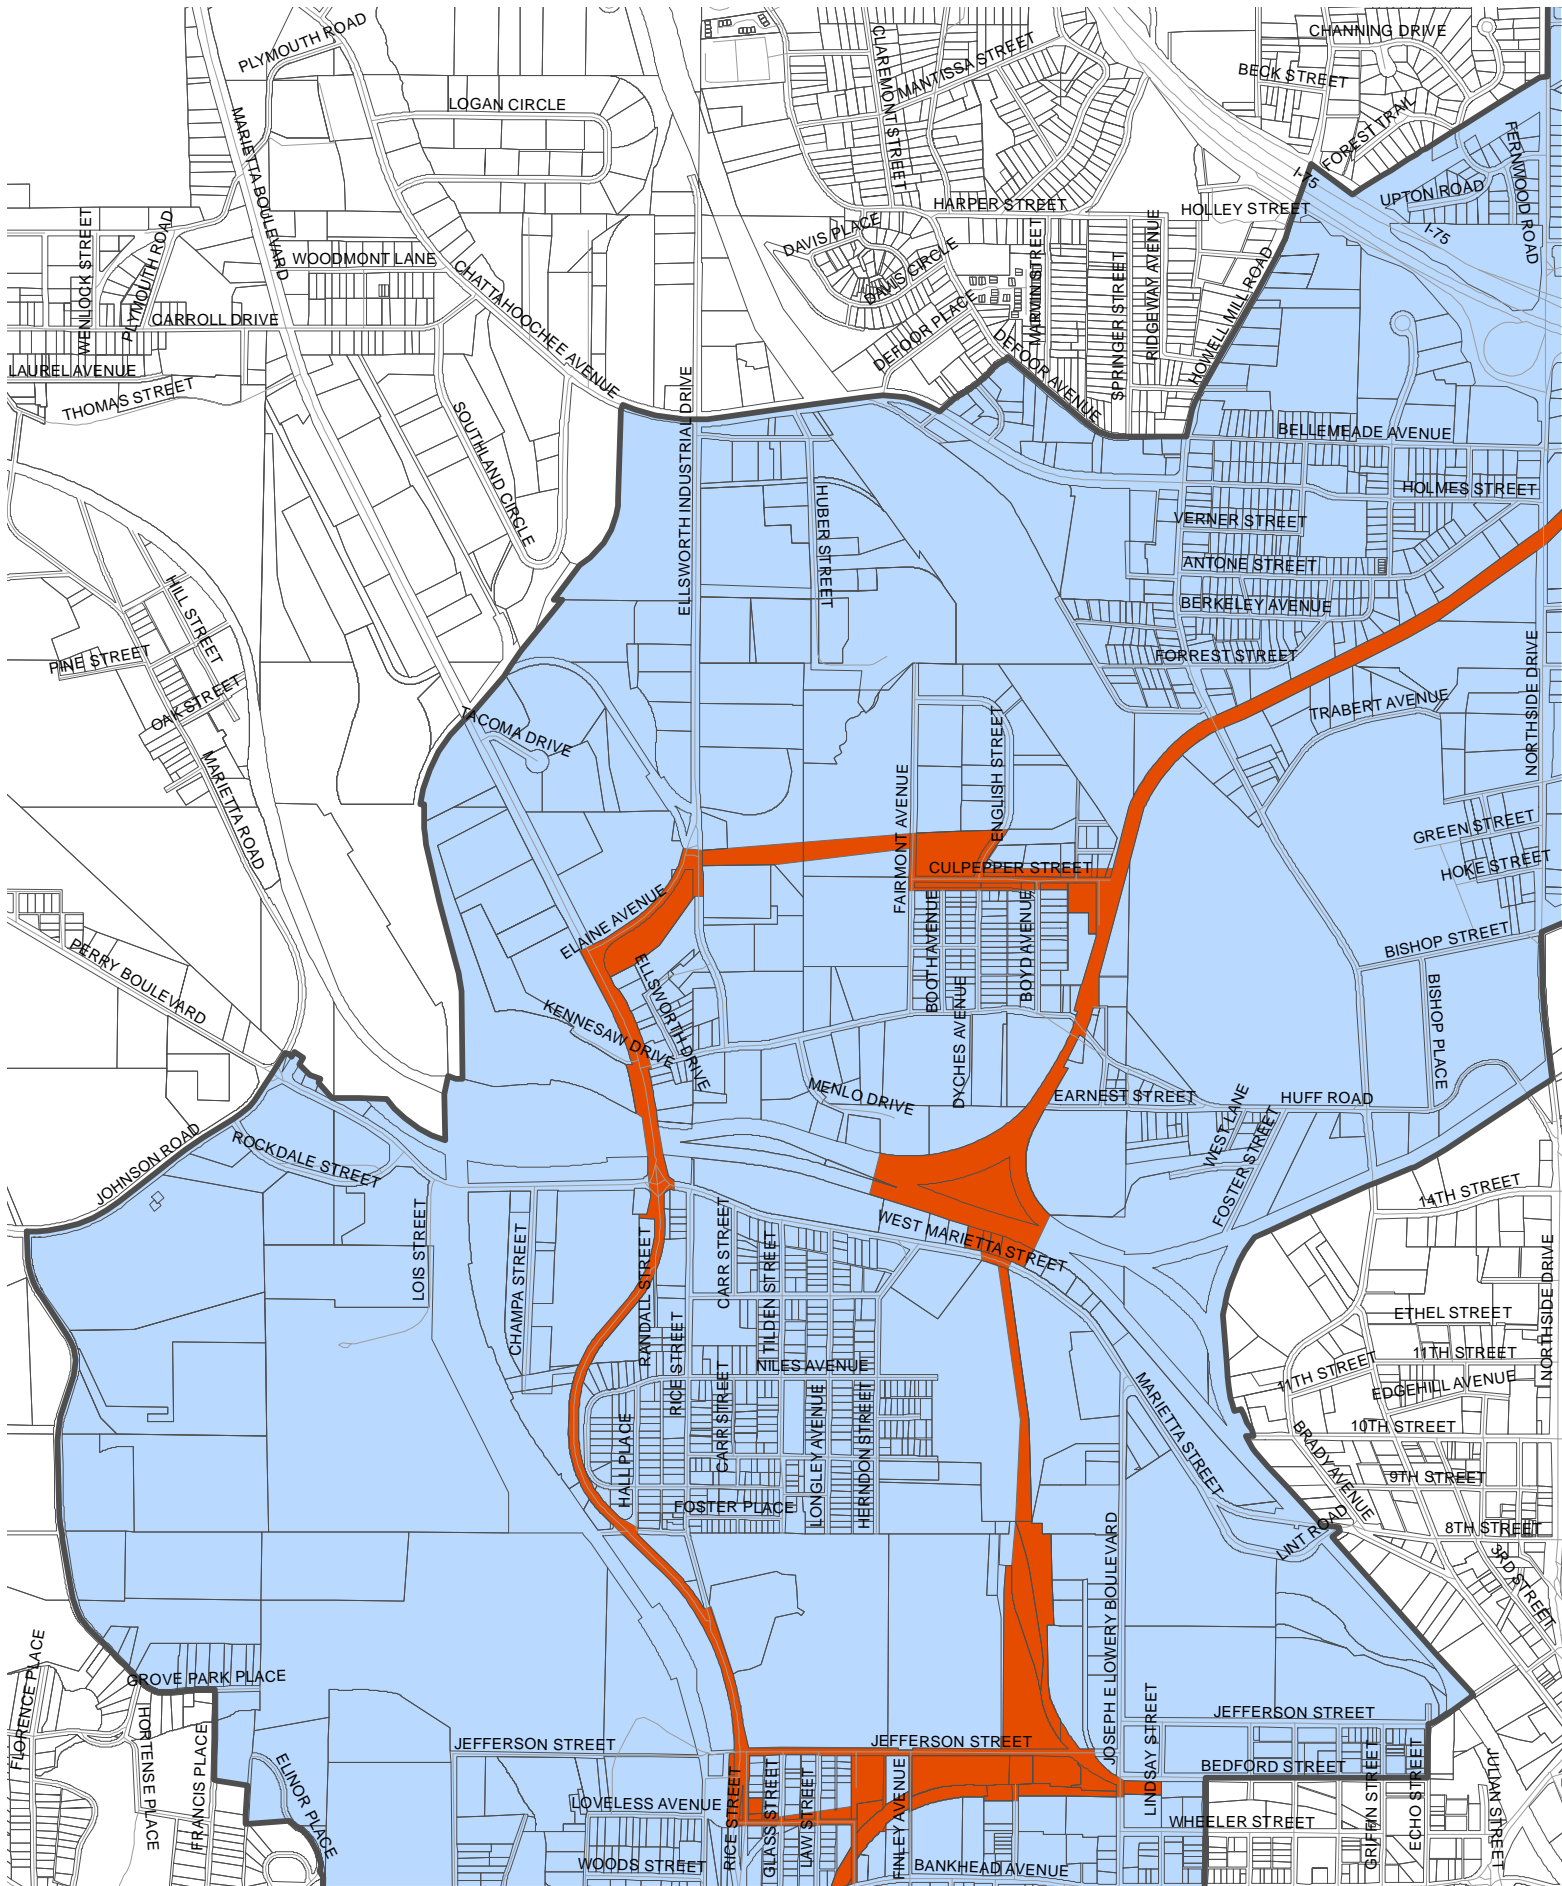 PLYMOUTH ROAD
CLAREMONT STREET
MANTISSA STREET
CHANNING DRIVE
BECK STREET
LOGAN CIRCLE
MARIETTA BOULEVARD
FOREST TRAIL
FERNWOOD ROAD
I-75
UPTON ROAD
HARPER STREET
HOLLEY STREET
I-75
WENLOCK STREET
PLYMOUTH ROAD
DAVIS PLACE
DAVIS CIRCLE
WOODMONT LANE
CHATTAHOOCHEE AVENUE
RIDGEWAY AVENUE
SPRINGER STREET
HOWELL MILL ROAD
CARROLL DRIVE
DEFOOR PLACE
DEFOOR AVENUE
LAUREL AVENUE
THOMAS STREET
SOUTHLAND CIRCLE
ELLSWORTH INDUSTRIAL DRIVE
BELLEMEADE AVENUE
HOLMES STREET
HUBER STREET
VERNER STREET
ANTONE STREET
HILL STREET
BERKELEY AVENUE
PINE STREET
FORREST STREET
OAK STREET
TACOMA DRIVE
TRABERT AVENUE
NORTHSIDE DRIVE
MARIETTA ROAD
ENGLISH STREET
FAIRMONT AVENUE
GREEN STREET
CULPEPPER STREET
HOKE STREET
ELAINE AVENUE
BOOTH AVENUE
BOYD AVENUE
BISHOP STREET
PERRY BOULEVARD
ELLSWORTH DRIVE
KENNESAW DRIVE
DYCHES AVENUE
BISHOP PLACE
MENLO DRIVE
EARNEST STREET
HUFF ROAD
WEST LANE
FOSTER STREET
JOHNSON ROAD
ROCKDALE STREET
14TH STREET
LOIS STREET
CHAMPA STREET
RANDALL STREET
CARR STREET
TILDEN STREET
WEST MARIETTA STREET
NORTHSIDE DRIVE
ETHEL STREET
RICE STREET
NILES AVENUE
11TH STREET
11TH STREET
EDGEHILL AVENUE
MARIETTA STREET
HALL PLACE
CARR STREET
LONGLEY AVENUE
HERNDON STREET
10TH STREET
BRADY AVENUE
9TH STREET
FOSTER PLACE
LINT ROAD
8TH STREET
3RD STREET
JOSEPH E LOWERY BOULEVARD
FLORENCE PLACE
GROVE PARK PLACE
HORTENSE PLACE
FRANCIS PLACE
ELINOR PLACE
JEFFERSON STREET
JEFFERSON STREET
JEFFERSON STREET
LINDSAY STREET
BEDFORD STREET
LOVELESS AVENUE
RICE STREET
GLASS STREET
LAW STREET
FINLEY AVENUE
WHEELER STREET
GRIFFIN STREET
ECHO STREET
JULIAN STREET
WOODS STREET
BANKHEAD AVENUE